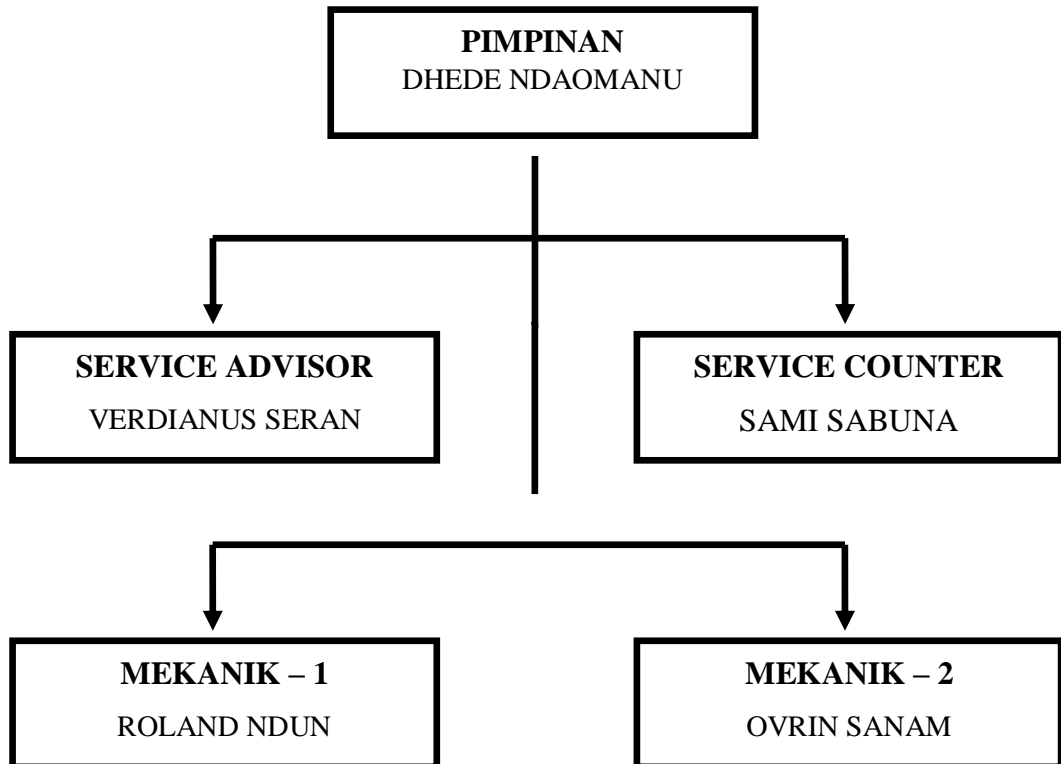 PIMPINAN
DHEDE NDAOMANU
SERVICE ADVISOR
VERDIANUS SERAN
SERVICE COUNTER
SAMI SABUNA
MEKANIK – 1
ROLAND NDUN
MEKANIK – 2
OVRIN SANAM